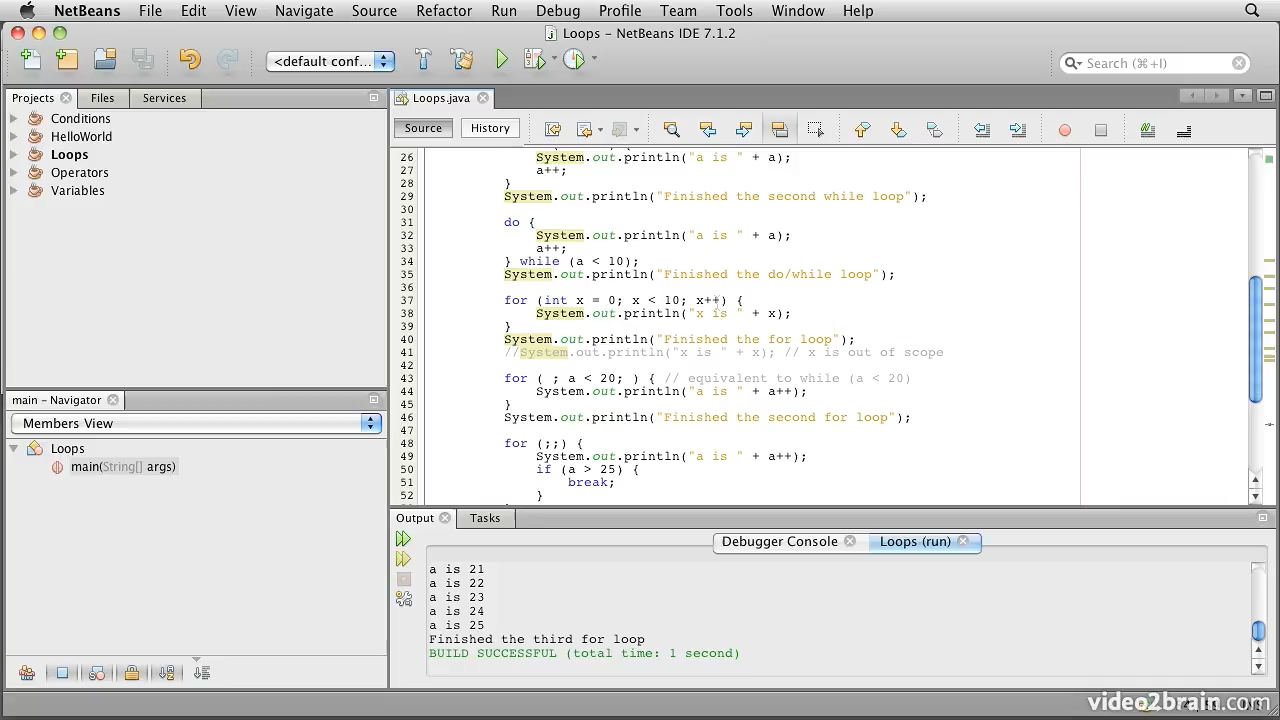 NetBeans File Edit View Navigate Source Refactor Run Debug Profile Team Tools Window Help
Loops – NetBeans IDE 7.1.2
<default conf... Search (⌘+I)
Projects Files Services
Conditions
HelloWorld
Loops
Operators
Variables
main – Navigator
Members View
Loops
main(String[] args)
Loops.java
Source History
26 System.out.println("a is " + a);
27 a++;
28 }
29 System.out.println("Finished the second while loop");
30
31 do {
32 System.out.println("a is " + a);
33 a++;
34 } while (a < 10);
35 System.out.println("Finished the do/while loop");
36
37 for (int x = 0; x < 10; x++) {
38 System.out.println("x is " + x);
39 }
40 System.out.println("Finished the for loop");
41 //System.out.println("x is " + x); // x is out of scope
42
43 for ( ; a < 20; ) { // equivalent to while (a < 20)
44 System.out.println("a is " + a++);
45 }
46 System.out.println("Finished the second for loop");
47
48 for (;;) {
49 System.out.println("a is " + a++);
50 if (a > 25) {
51 break;
52 }
Output Tasks
Debugger Console Loops (run)
a is 21
a is 22
a is 23
a is 24
a is 25
Finished the third for loop
BUILD SUCCESSFUL (total time: 1 second)
video2brain.com